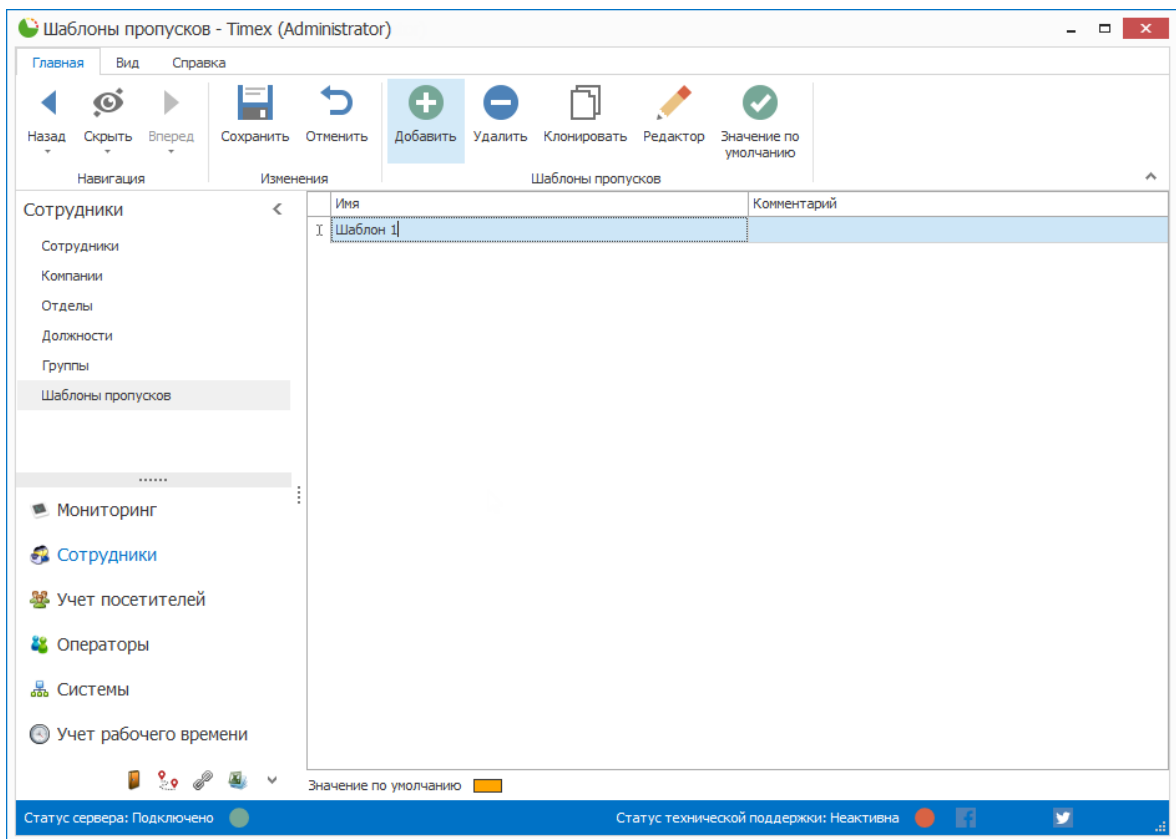 Шаблоны пропусков - Timex (Administrator)
Главная Вид Справка
Назад Скрыть Вперед Сохранить Отменить Добавить Удалить Клонировать Редактор Значение по
умолчанию
Навигация Изменения Шаблоны пропусков
Сотрудники
Имя Комментарий
Шаблон 1
Сотрудники
Компании
Отделы
Должности
Группы
Шаблоны пропусков
Мониторинг
Сотрудники
Учет посетителей
Операторы
Системы
Учет рабочего времени
Значение по умолчанию
Статус сервера: Подключено Статус технической поддержки: Неактивна